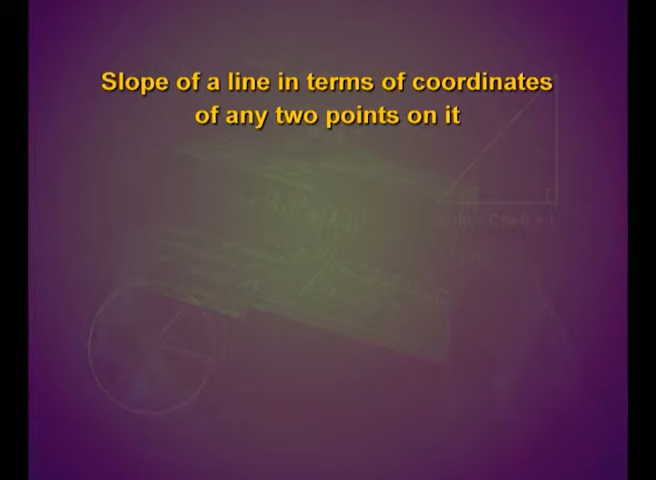 Slope of a line in terms of coordinates
of any two points on it